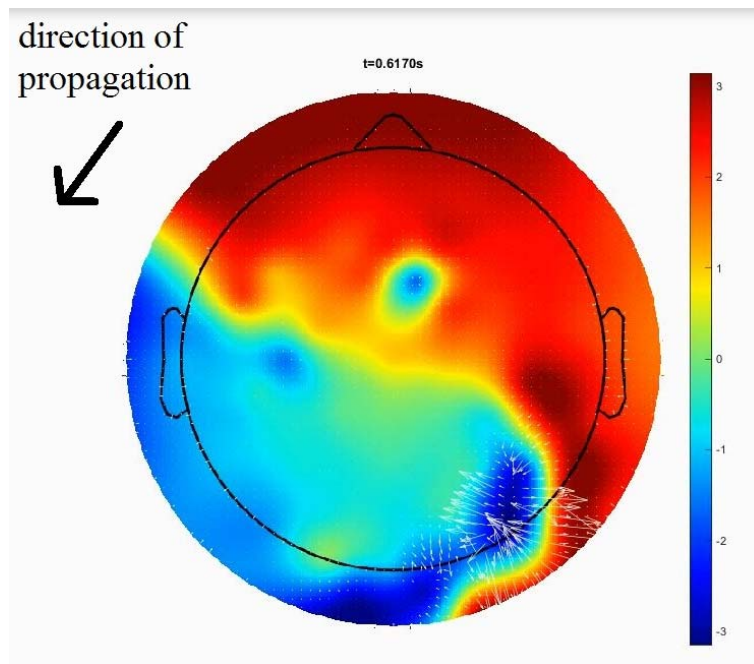 direction of
propagation
t=0.6170s
3
2
1
0
-1
-2
-3